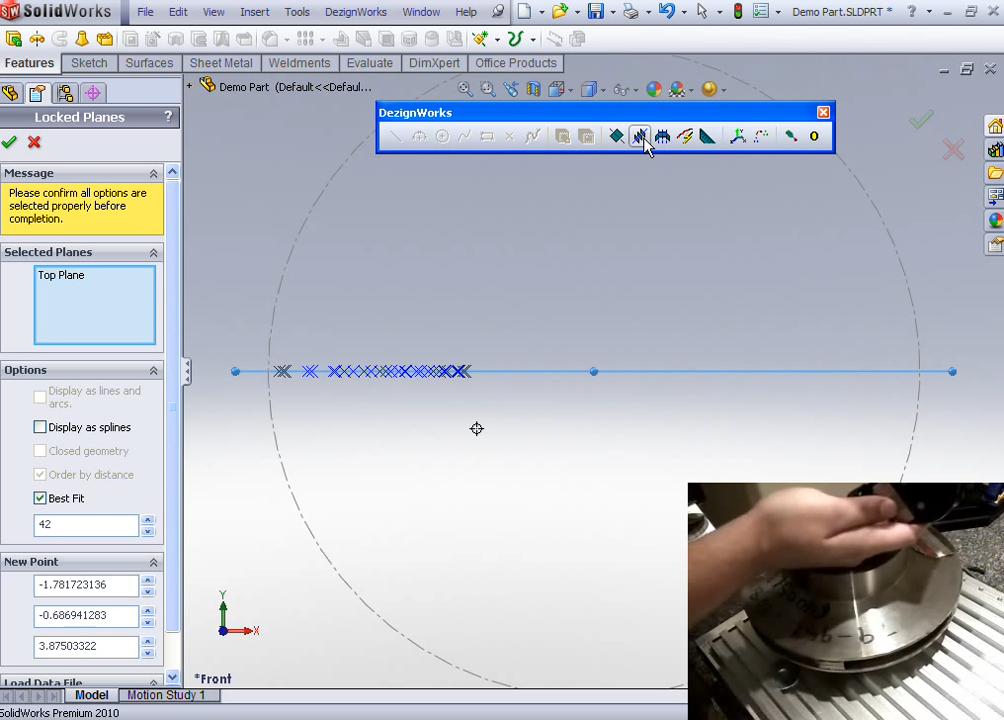 SW SolidWorks File Edit View Insert Tools DezignWorks Window Help Demo Part.SLDPRT * ?
Features Sketch Surfaces Sheet Metal Weldments Evaluate DimXpert Office Products
Demo Part (Default<<Defaul...
DezignWorks
Locked Planes ?
Message
Please confirm all options are
selected properly before
completion.
Selected Planes
Top Plane
Options
Display as lines and
arcs.
Display as splines
Closed geometry
Order by distance
Best Fit
42
New Point
-1.781723136
-0.686941283
3.87503322
Load Data File
Y
X
*Front
Model Motion Study 1
SolidWorks Premium 2010